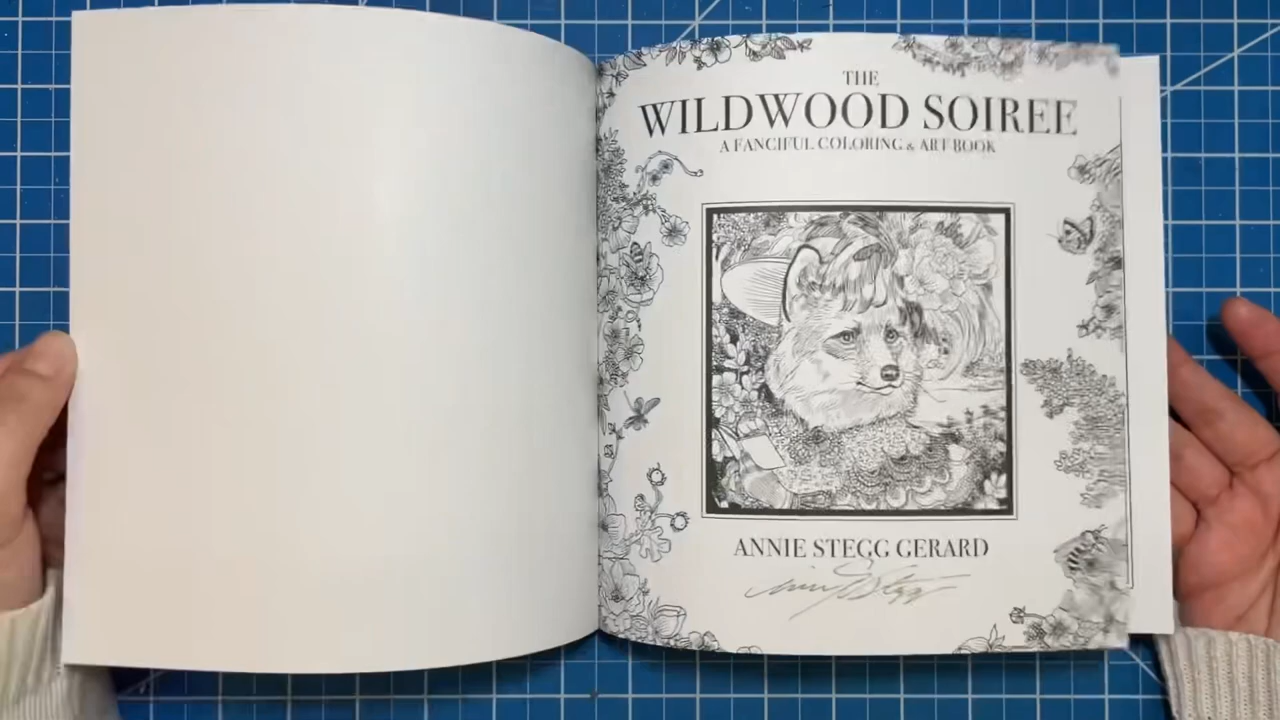 THE
WILDWOOD SOIREE
A FANCIFUL COLORING & ART BOOK
ANNIE STEGG GERARD